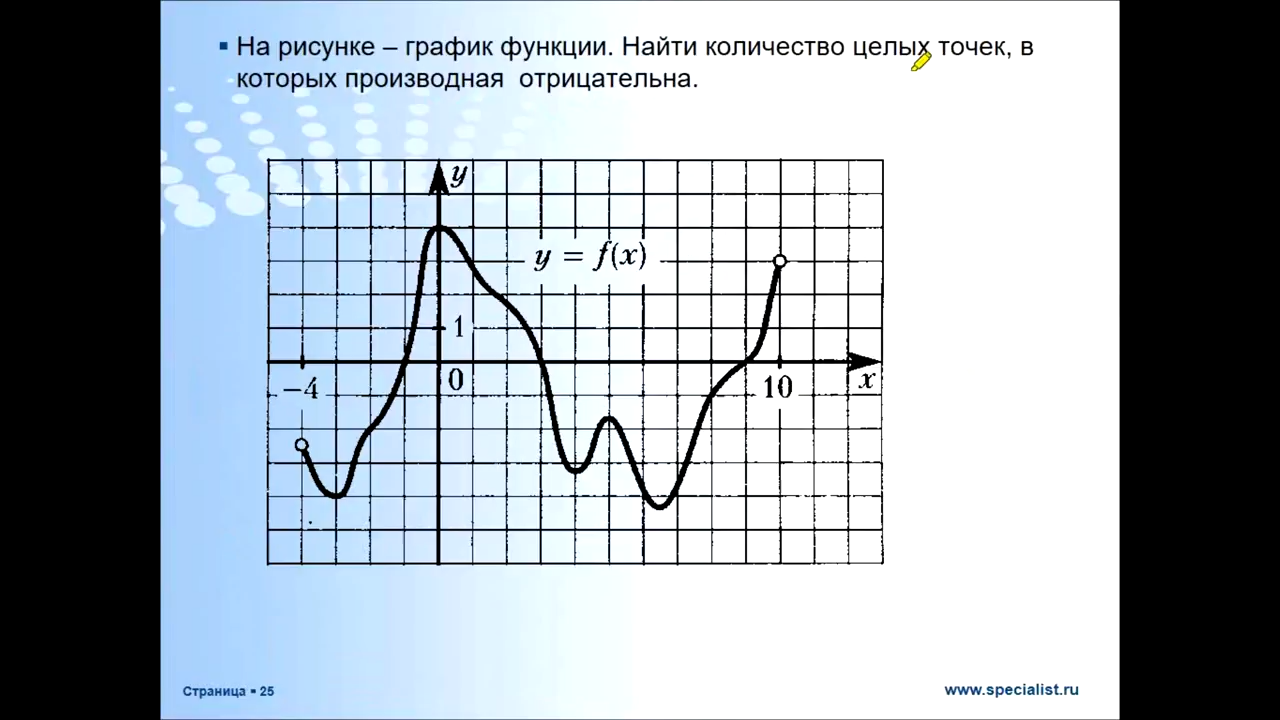 ▪ На рисунке – график функции. Найти количество целых точек, в
которых производная  отрицательна.
y
y = f(x)
1
−4
0
10
x
Страница ▪ 25
www.specialist.ru